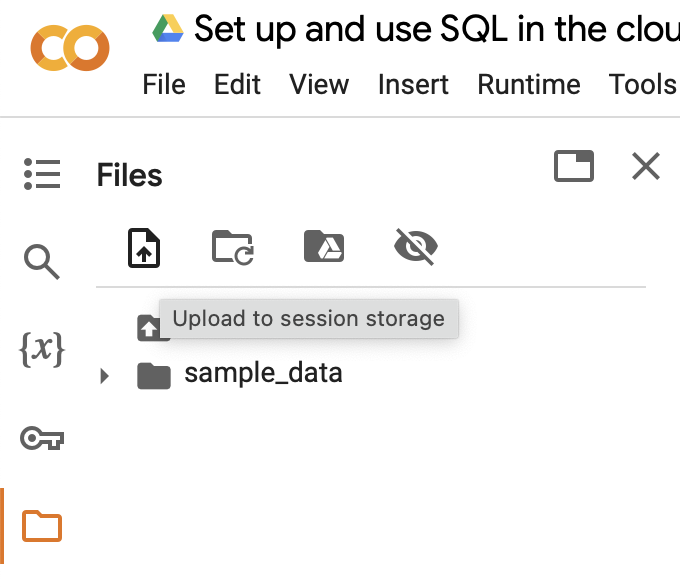 Set up and use SQL in the clou
File Edit View Insert Runtime Tools
Files
Upload to session storage
{x}
sample_data